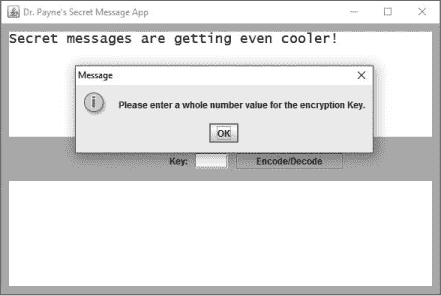 Dr. Payne's Secret Message App
Secret messages are getting even cooler!
Message
Please enter a whole number value for the encryption Key.
OK
Key:
Encode/Decode